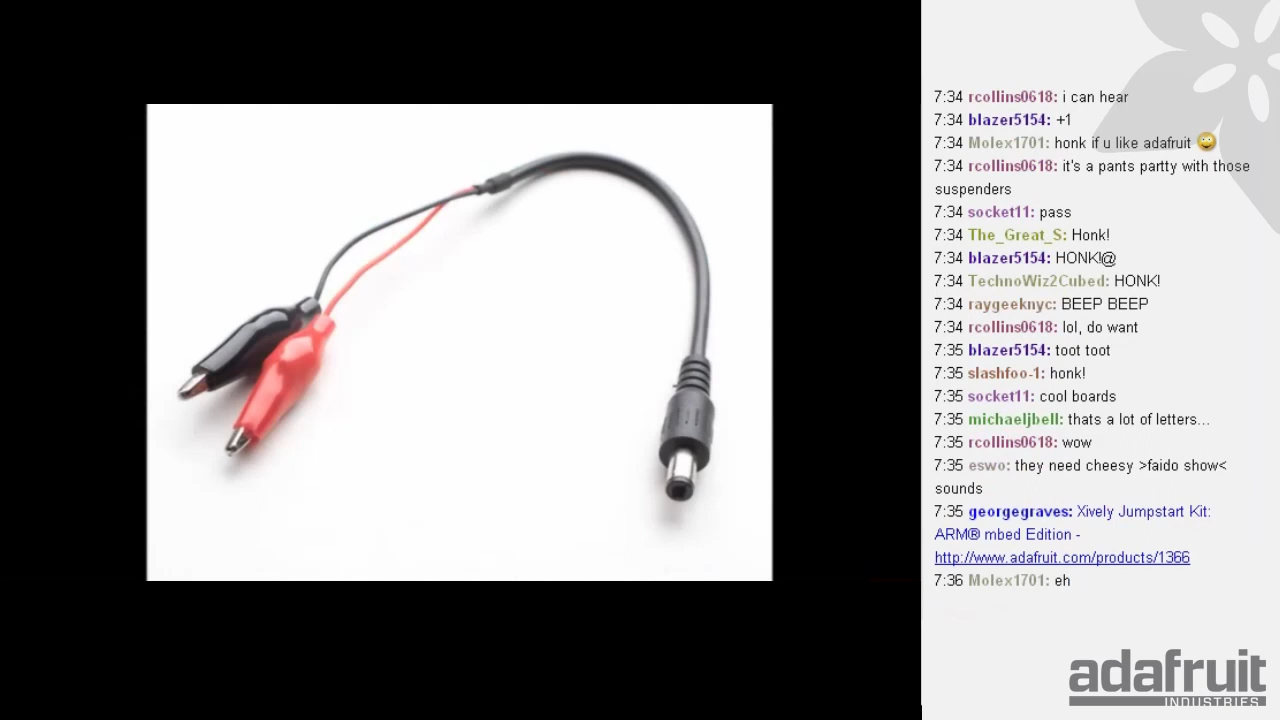 7:34 rcollins0618: i can hear
7:34 blazer5154: +1
7:34 Molex1701: honk if u like adafruit
7:34 rcollins0618: it's a pants partty with those
suspenders
7:34 socket11: pass
7:34 The_Great_S: Honk!
7:34 blazer5154: HONK!@
7:34 TechnoWiz2Cubed: HONK!
7:34 raygeeknyc: BEEP BEEP
7:34 rcollins0618: lol, do want
7:35 blazer5154: toot toot
7:35 slashfoo-1: honk!
7:35 socket11: cool boards
7:35 michaeljbell: thats a lot of letters...
7:35 rcollins0618: wow
7:35 eswo: they need cheesy >faido show<
sounds
7:35 georgegraves: Xively Jumpstart Kit:
ARM® mbed Edition -
http://www.adafruit.com/products/1366
7:36 Molex1701: eh
adafruit
INDUSTRIES